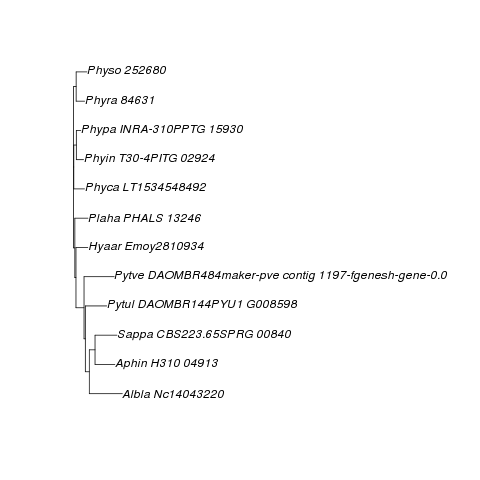 Physo 252680
Phyra 84631
Phypa INRA-310PPTG 15930
Phyin T30-4PITG 02924
Phyca LT1534548492
Plaha PHALS 13246
Hyaar Emoy2810934
Pytve DAOMBR484maker-pve contig 1197-fgenesh-gene-0.0
Pytul DAOMBR144PYU1 G008598
Sappa CBS223.65SPRG 00840
Aphin H310 04913
Albla Nc14043220